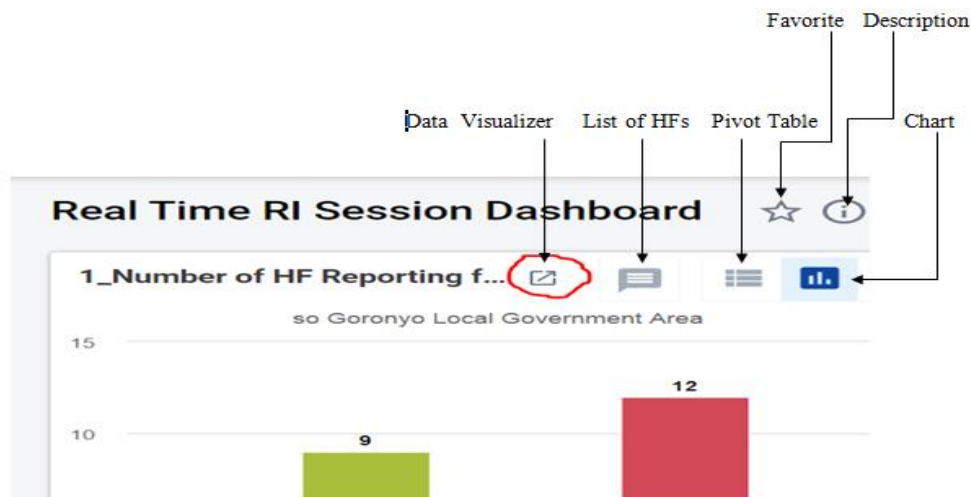 Favorite Description
Data Visualizer List of HFs Pivot Table Chart
Real Time RI Session Dashboard
1_Number of HF Reporting f...
so Goronyo Local Government Area
15
12
10
9